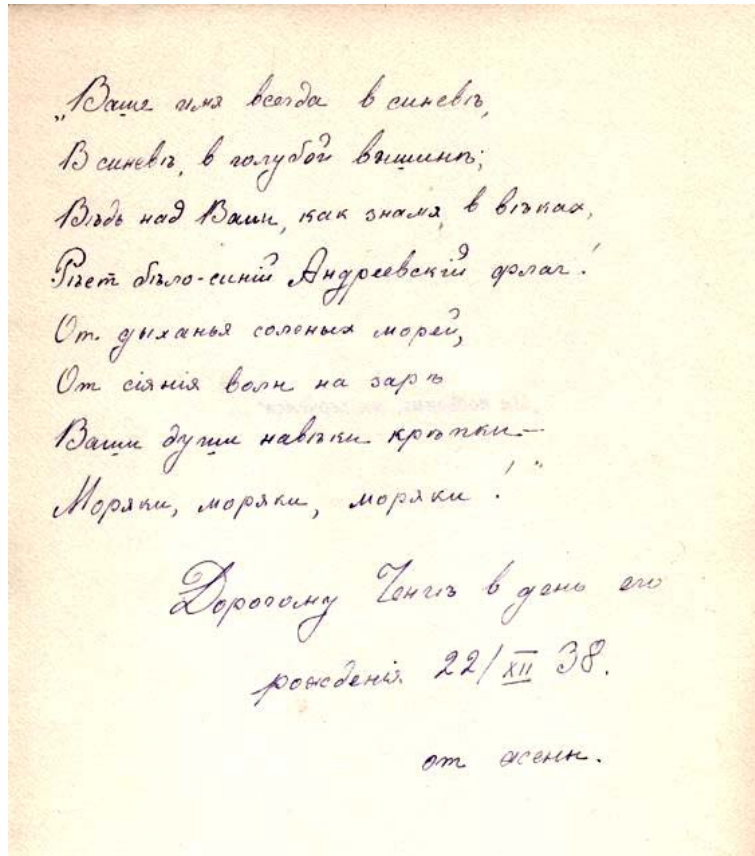 „Ваше имя всегда в синевѣ,
В синевѣ, в голубой вышинѣ;
Вѣдь над Вами, как знамя, в вѣках,
Рѣет бѣло-синій Андреевскій флаг!
От дыханья соленых морей,
От сіянія волн на зарѣ
Ваши души навѣки крѣпки —
Моряки, моряки, моряки!"
Дорогому Генѣ в день его
рожденія 22/XII 38.
от жены.